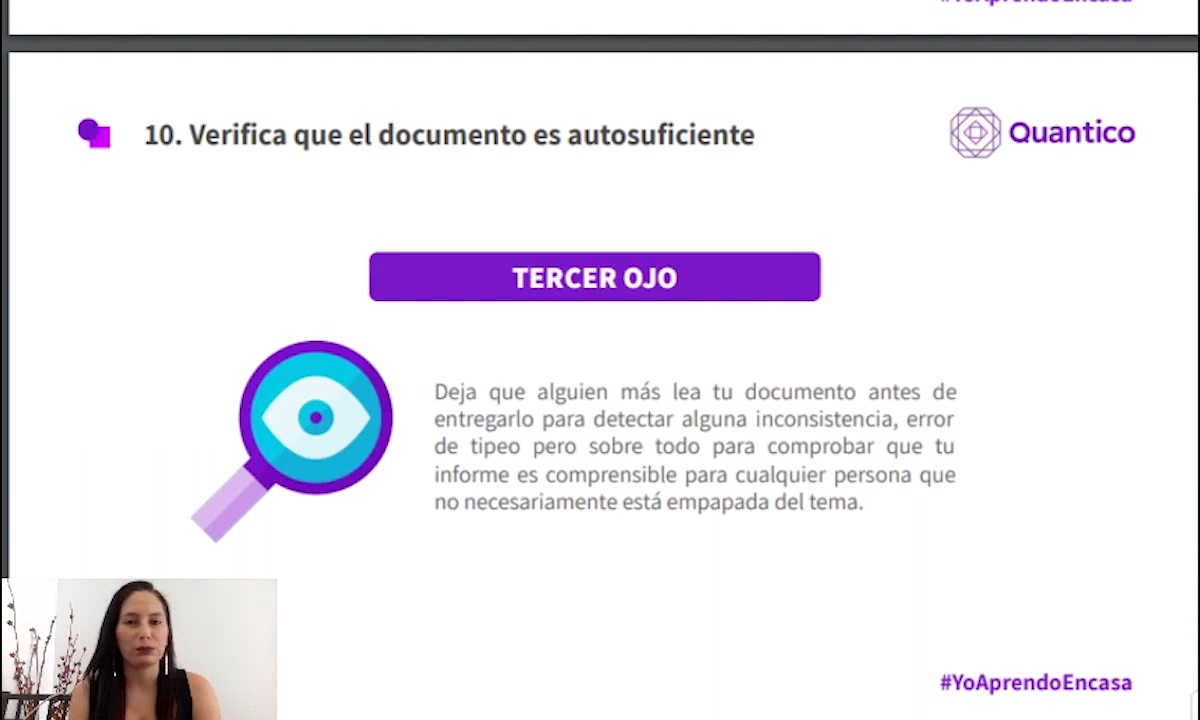 #YoAprendoEncasa
10. Verifica que el documento es autosuficiente
Quantico
TERCER OJO
Deja que alguien más lea tu documento antes de
entregarlo para detectar alguna inconsistencia, error
de tipeo pero sobre todo para comprobar que tu
informe es comprensible para cualquier persona que
no necesariamente está empapada del tema.
#YoAprendoEncasa